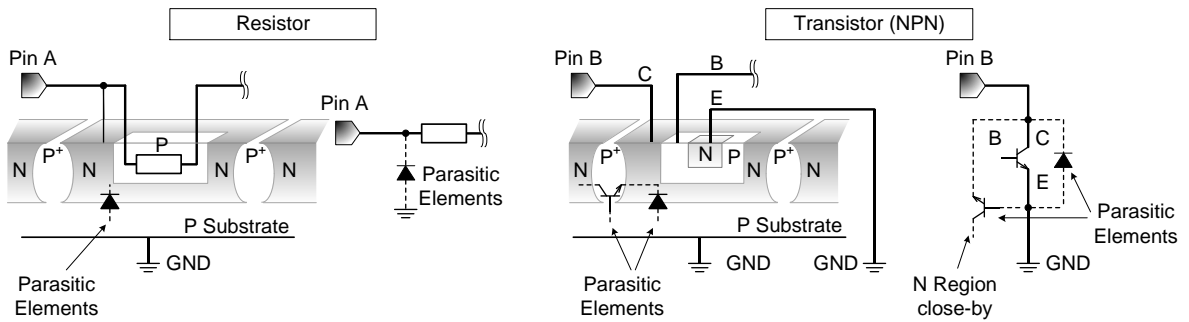 Resistor
Transistor (NPN)
Pin A
Pin B
C
B
E
Pin B
Pin A
N
P+
N
P
N
P+
N
Parasitic
Elements
P Substrate
GND
Parasitic
Elements
N
P+
N
N
P
N
P+
N
P Substrate
GND
GND
Parasitic
Elements
B
C
E
Parasitic
Elements
GND
N Region
close-by